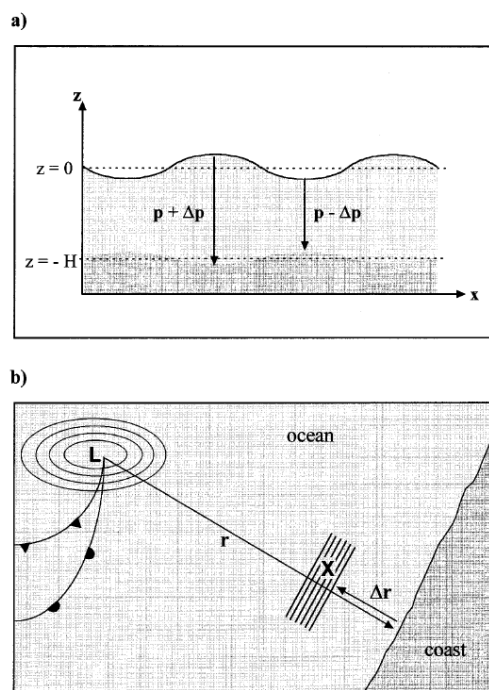 a)
z
z = 0
p + Δp
p - Δp
z = - H
x
b)
ocean
L
r
X
Δr
coast